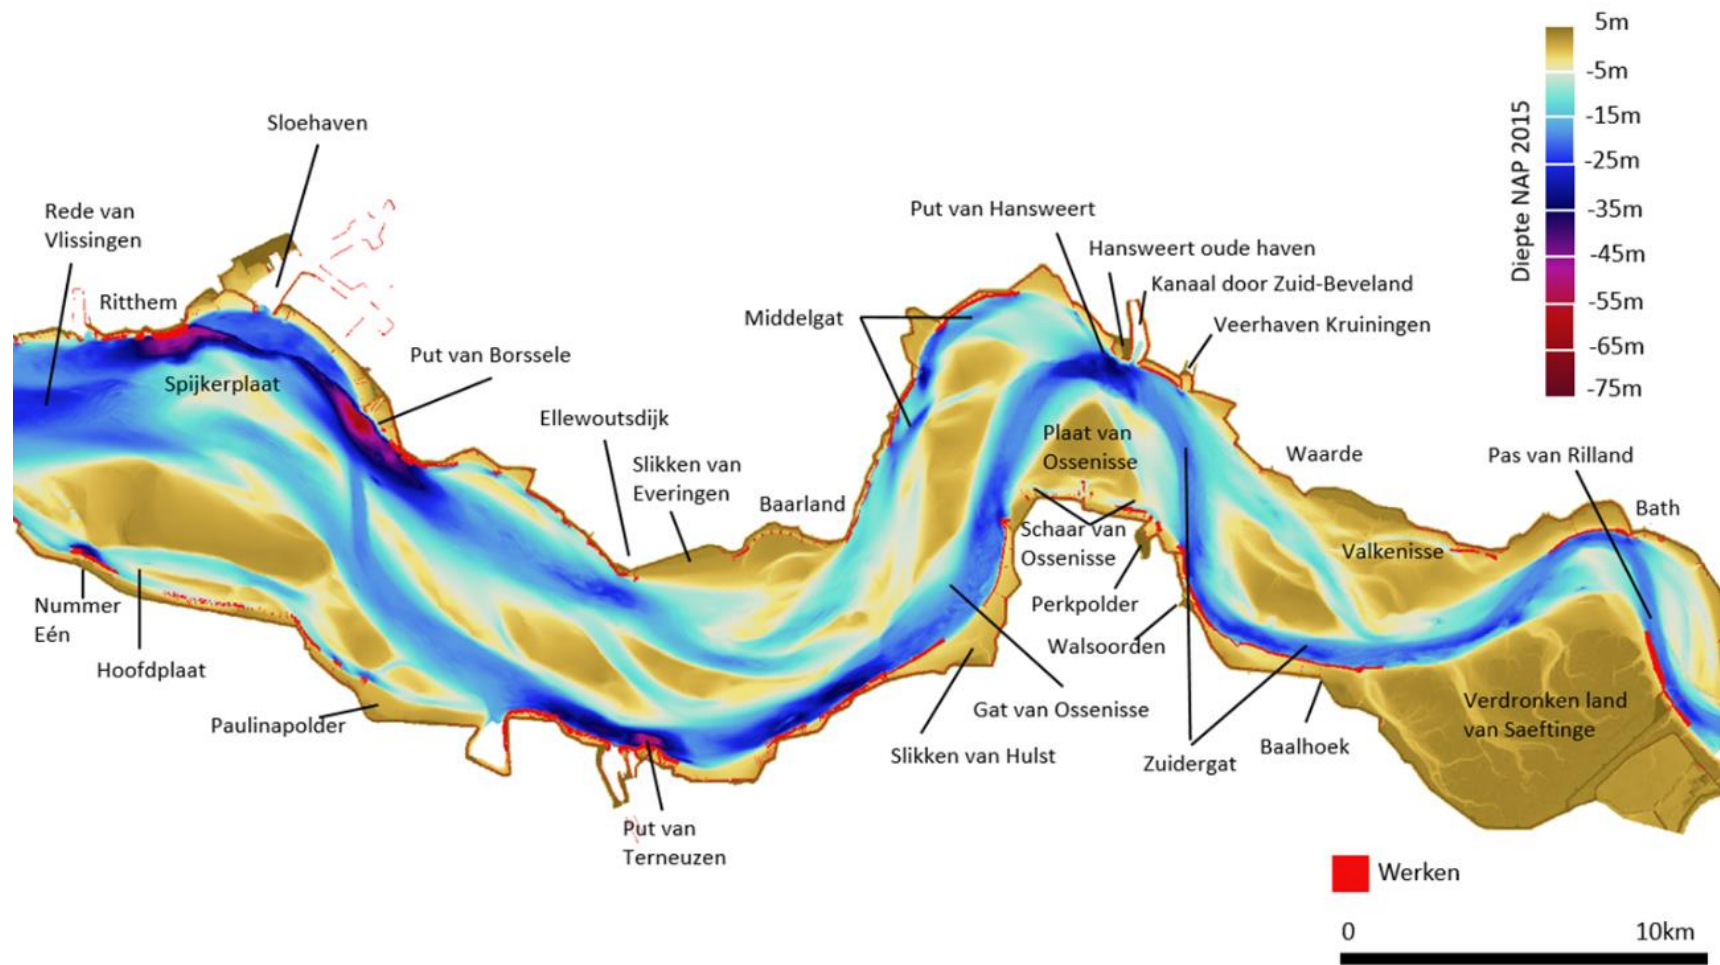 5m
-5m
-15m
-25m
-35m
-45m
-55m
-65m
-75m
Diepte NAP 2015
Sloehaven
Rede van
Vlissingen
Ritthem
Put van Borssele
Spijkerplaat
Ellewoutsdijk
Slikken van
Everingen
Baarland
Middelgat
Put van Hansweert
Hansweert oude haven
Kanaal door Zuid-Beveland
Veerhaven Kruiningen
Plaat van
Ossenisse
Waarde
Pas van Rilland
Bath
Schaar van
Ossenisse
Valkenisse
Perkpolder
Walsoorden
Nummer
Eén
Hoofdplaat
Paulinapolder
Gat van Ossenisse
Slikken van Hulst
Zuidergat
Baalhoek
Verdronken land
van Saeftinge
Put van
Terneuzen
Werken
0 10km